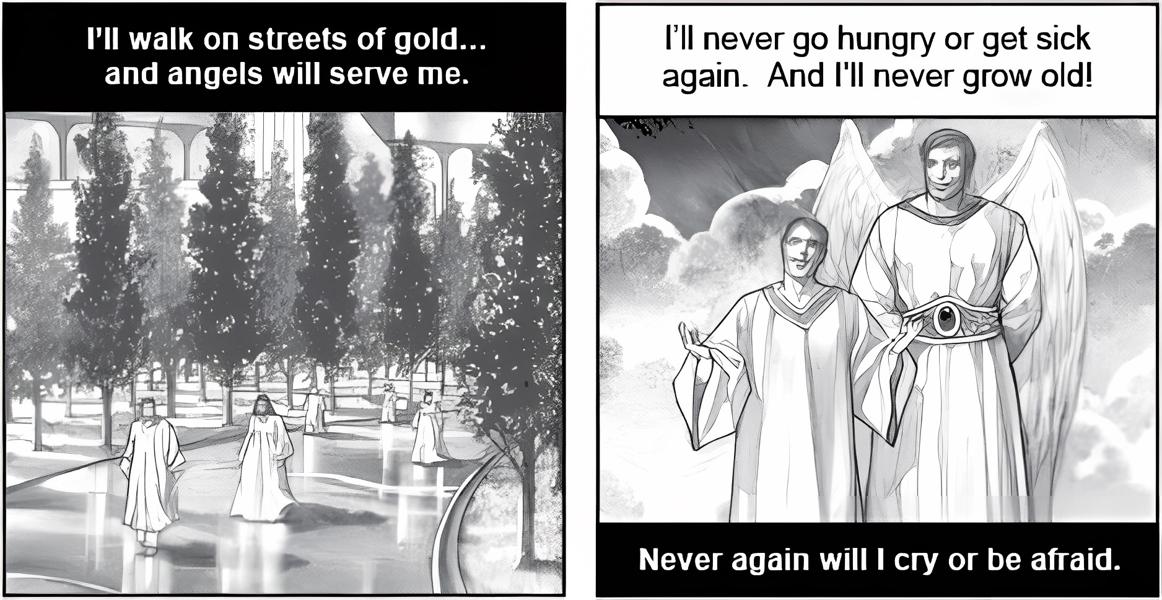 I'll walk on streets of gold...
and angels will serve me.
I'll never go hungry or get sick
again. And I'll never grow old!
Never again will I cry or be afraid.